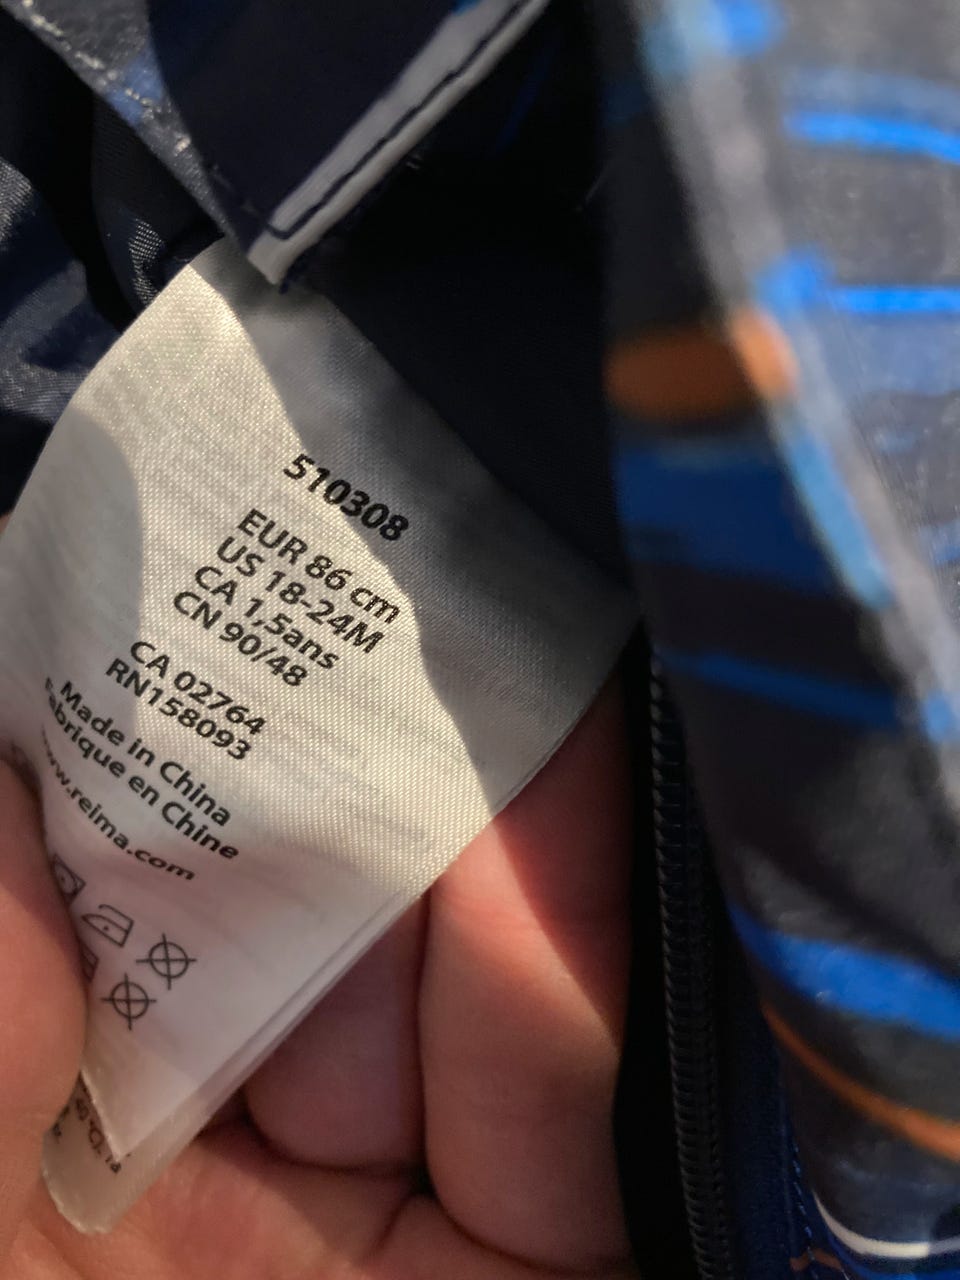 510308
EUR 86 cm
US 18-24M
CA 1,5ans
CN 90/48
CA 02764
RN158093
Made in China
Fabrique en Chine
www.reima.com